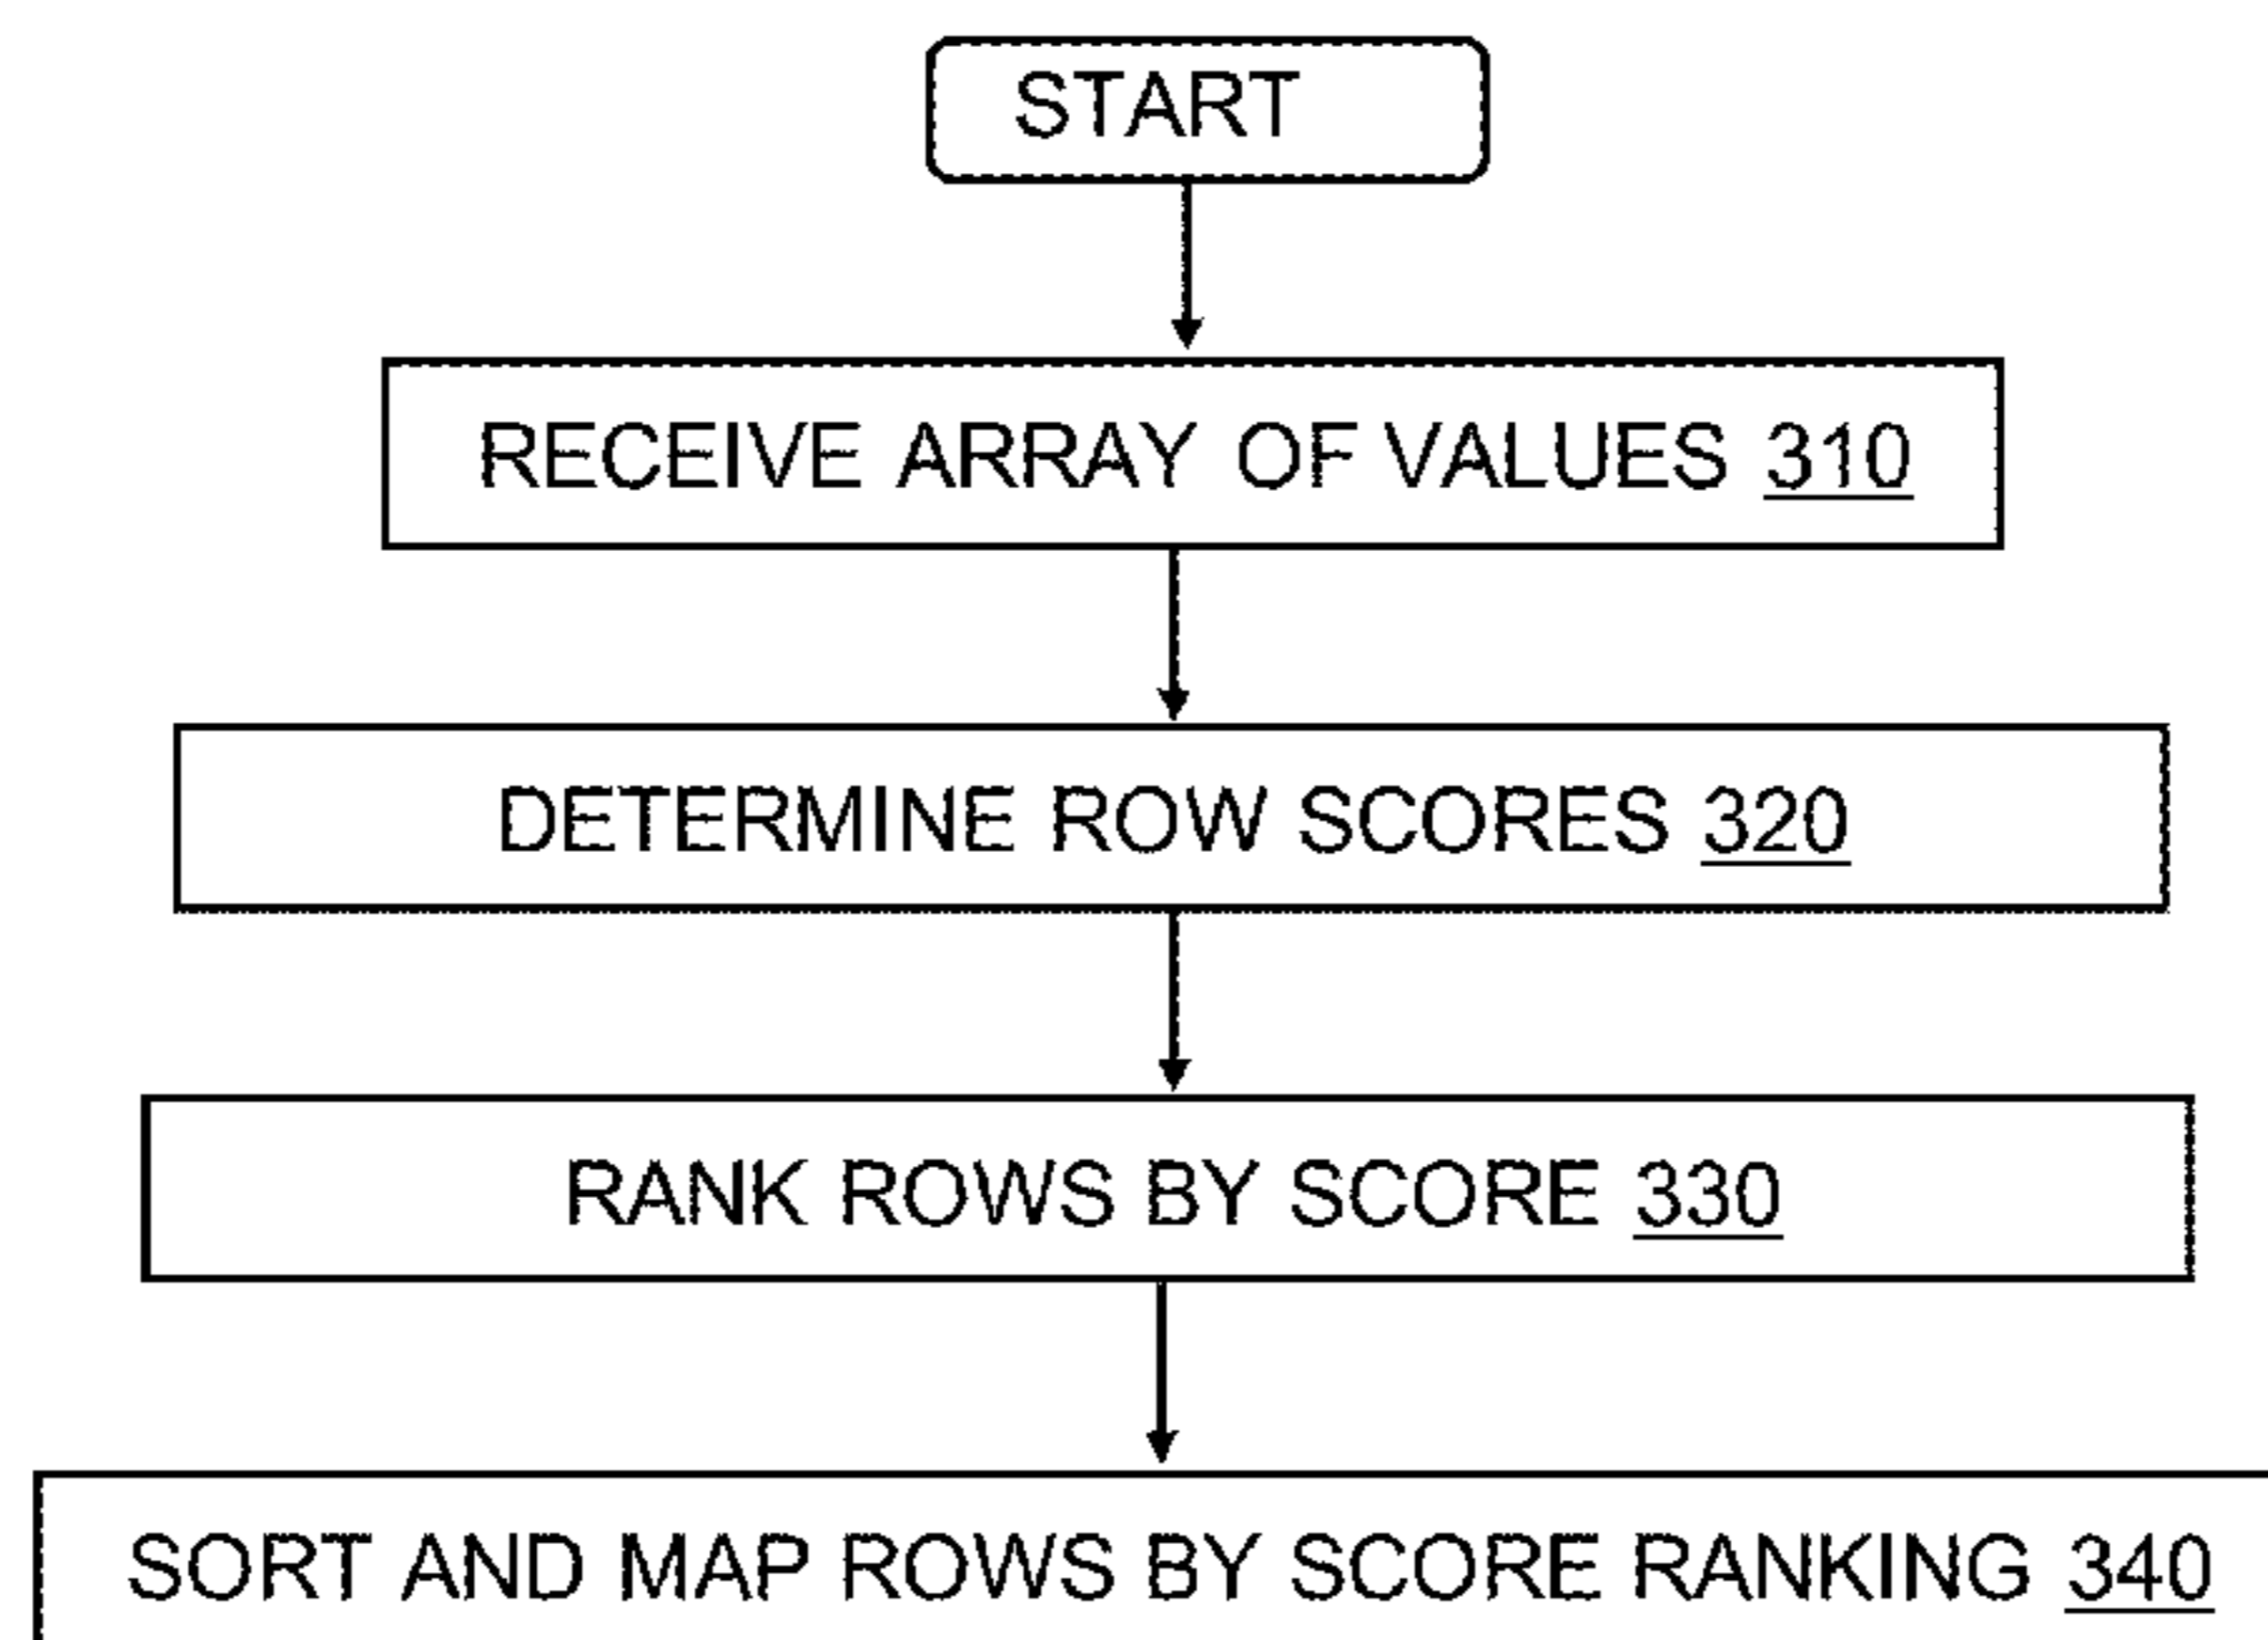 START
RECEIVE ARRAY OF VALUES 310
DETERMINE ROW SCORES 320
RANK ROWS BY SCORE 330
SORT AND MAP ROWS BY SCORE RANKING 340